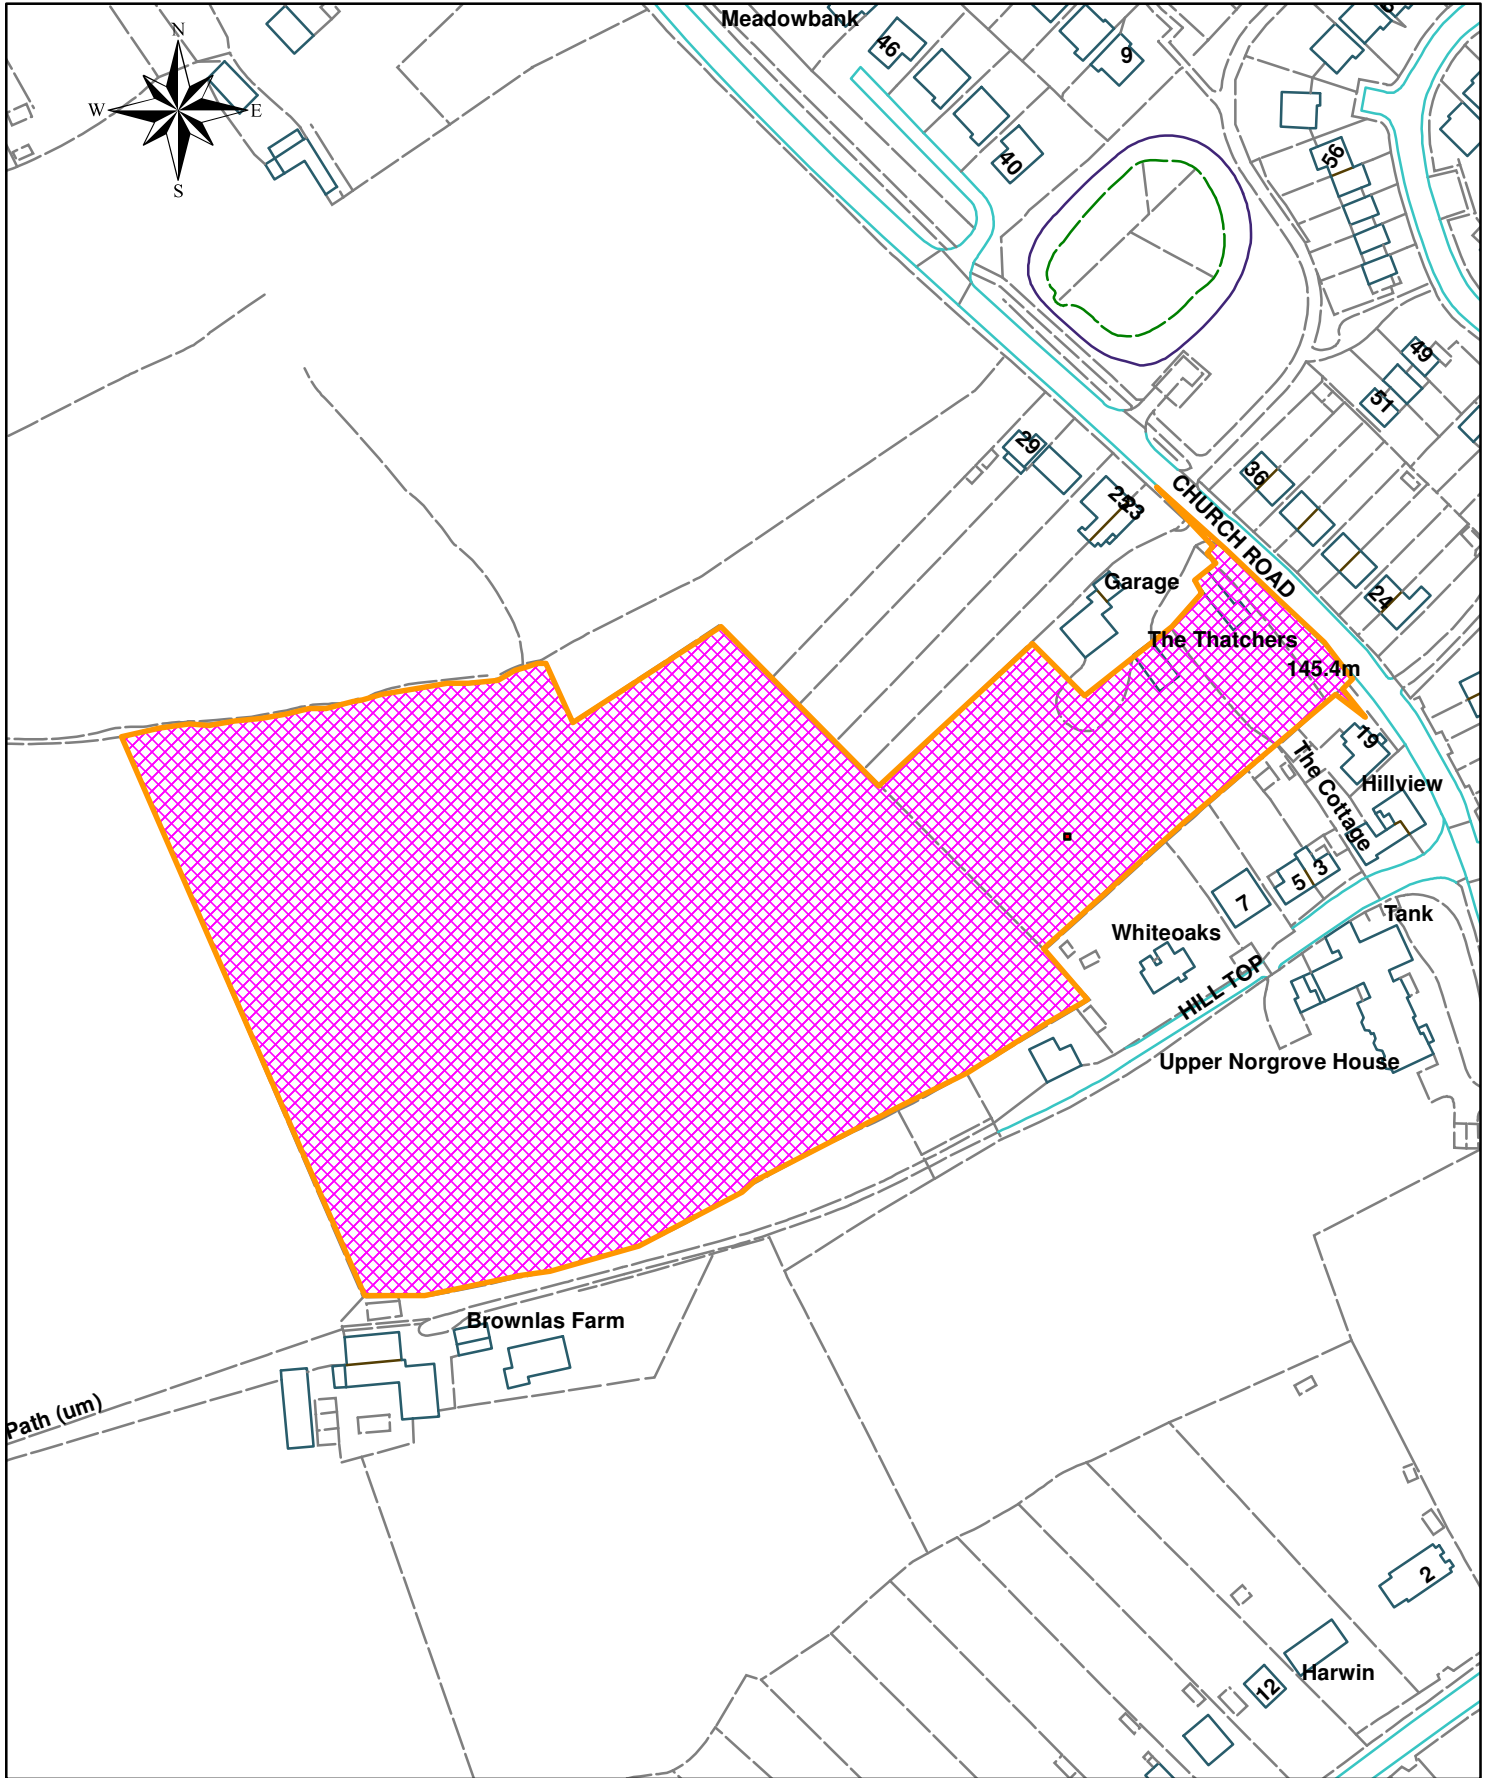 Meadowbank
46
9
N
W
E
S
40
56
49
51
29
36
25
23
CHURCH ROAD
Garage
24
The Thatchers
145.4m
19
The Cottage
Hillview
5
3
7
Tank
Whiteoaks
HILL TOP
Upper Norgrove House
Brownlas Farm
Path (um)
2
Harwin
12